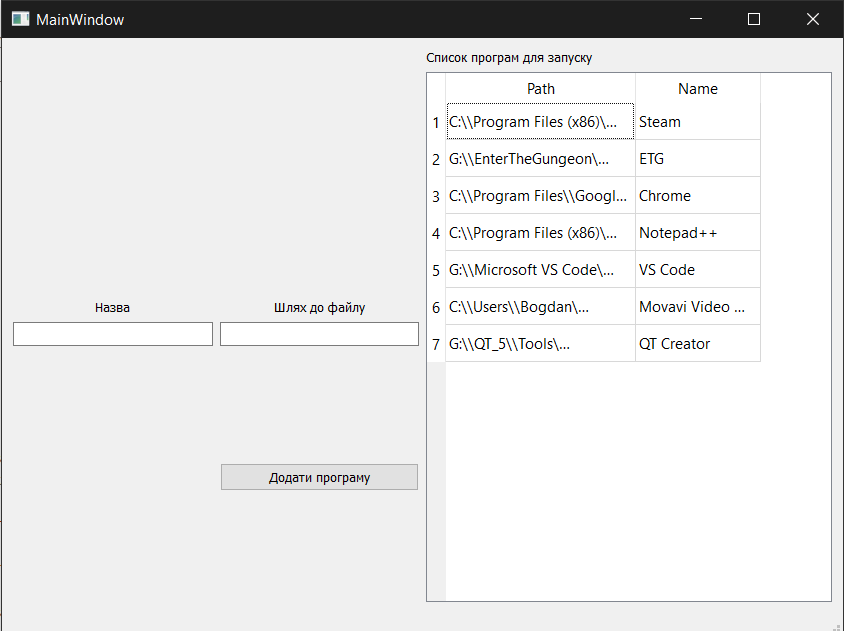 MainWindow
Список програм для запуску
Path Name
1 C:\\Program Files (x86)\... Steam
2 G:\\EnterTheGungeon\... ETG
3 C:\\Program Files\\Googl... Chrome
4 C:\\Program Files (x86)\... Notepad++
5 G:\\Microsoft VS Code\... VS Code
6 C:\\Users\\Bogdan\... Movavi Video ...
7 G:\\QT_5\\Tools\... QT Creator
Назва Шлях до файлу
Додати програму